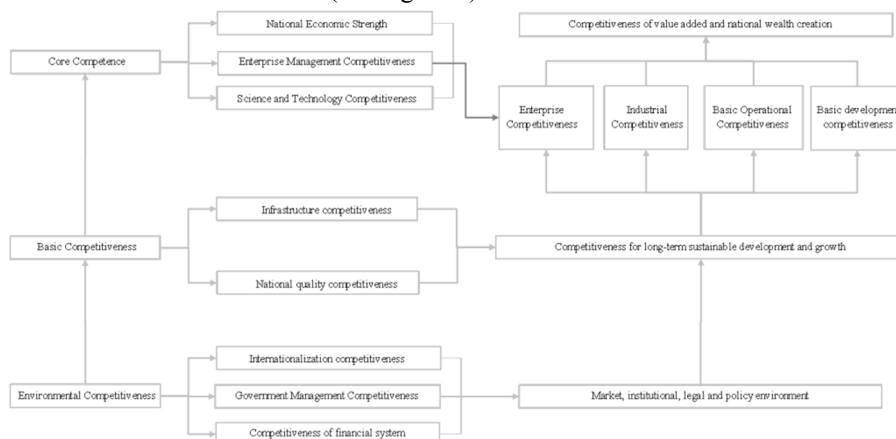 National Economic Strength
Competitiveness of value added and national wealth creation
Core Competence
Enterprise Management Competitiveness
Science and Technology Competitiveness
Enterprise
Competitiveness
Industrial
Competitiveness
Basic Operational
Competitiveness
Basic development
competitiveness
Infrastructure competitiveness
Basic Competitiveness
Competitiveness for long-term sustainable development and growth
National quality competitiveness
Internationalization competitiveness
Environmental Competitiveness
Government Management Competitiveness
Market, institutional, legal and policy environment
Competitiveness of financial system